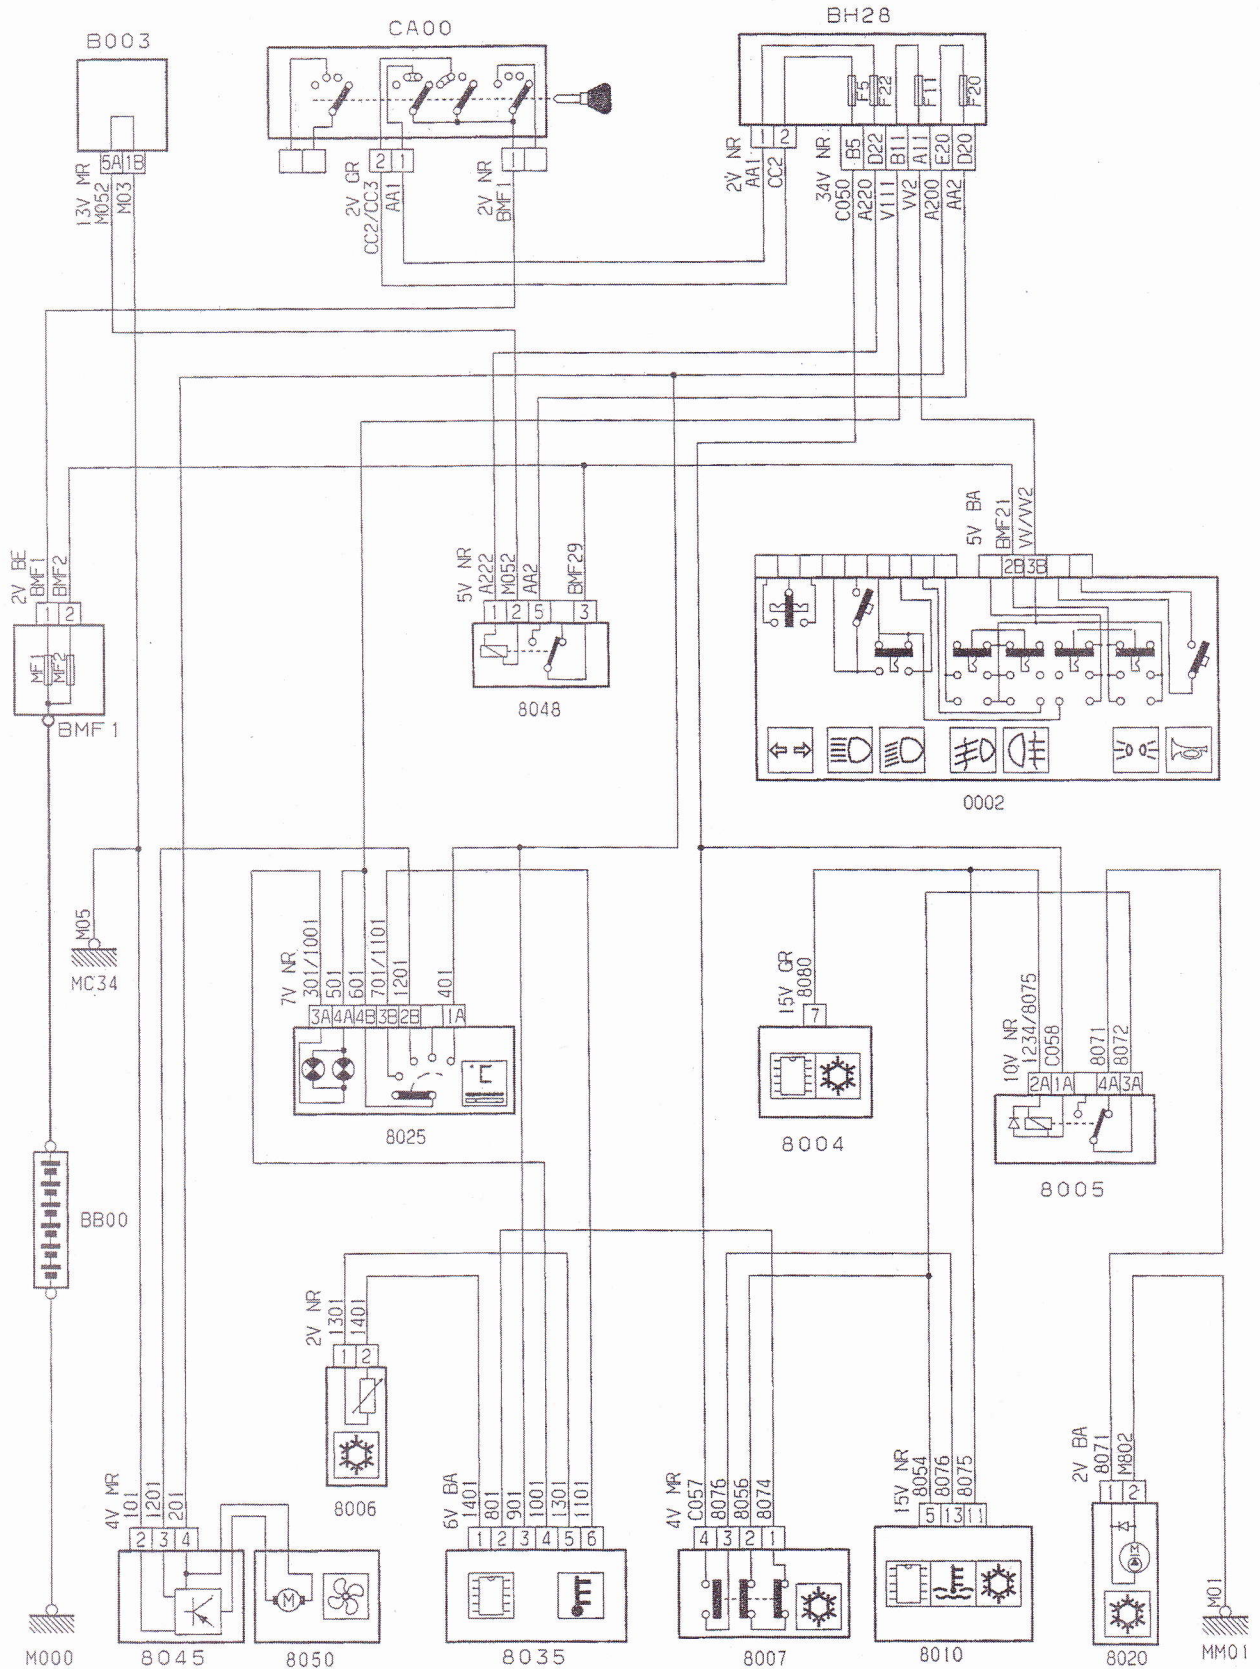 B003
CA00
BH28
F5
F22
F11
F20
5A 1B
2 1
1
1 2
B5 D22 B11 A11 E20 D20
13V MR
M052
M03
2V GR
CC2/CC3
AA1
2V NR
BMF1
2V NR
AA1
CC2
34V NR
C050
A220
V111
VV2
A200
AA2
2V BE
BMF1
BMF2
1 2
MF1
MF2
BMF1
5V NR
A222
M052
AA2
BMF29
1 2 5 3
8048
5V BA
BMF21
VV/VV2
2B 3B
0002
M05
MC34
7V NR
301/1001
501
601
701/1101
1201
401
3A 4A 4B 3B 2B 1A
°C
8025
15V GR
8080
7
8004
10V NR
1234/8075
C058
8071
8072
2A 1A 4A 3A
8005
BB00
2V NR
1301
1401
1 2
8006
4V MR
101
1201
201
2 3 4
6V BA
1401
801
901
1001
1301
1101
1 2 3 4 5 6
4V MR
C057
8076
8056
8074
4 3 2 1
15V NR
8054
8076
8075
5 13 11
2V BA
8071
M802
1 2
M
M
M01
M000
8045
8050
8035
8007
8010
8020
MM01